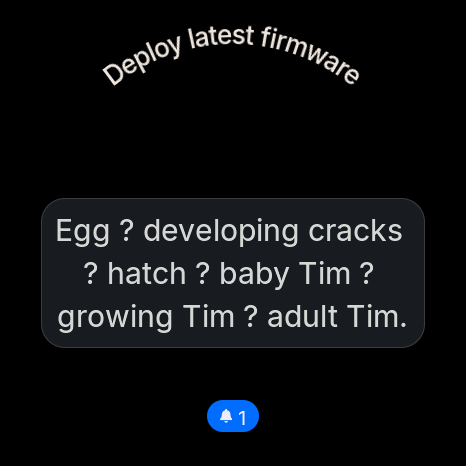 Deploy latest firmware
Egg ? developing cracks
? hatch ? baby Tim ?
growing Tim ? adult Tim.
1